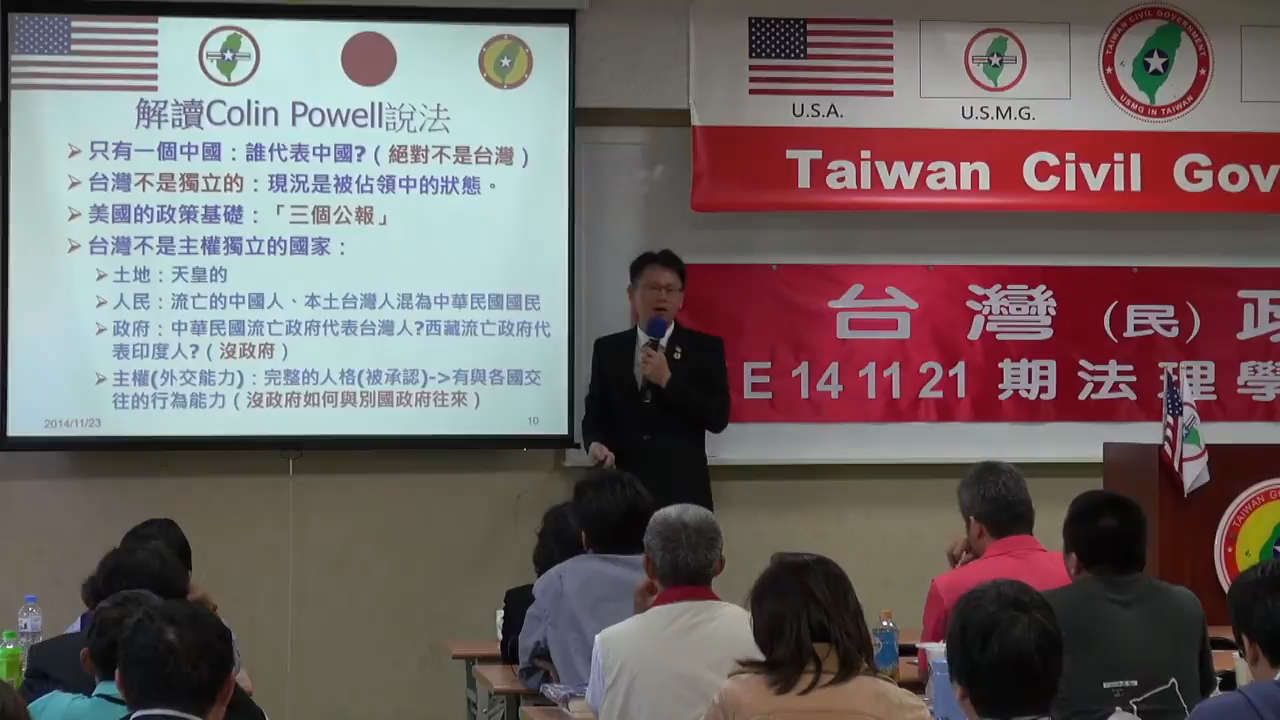 解讀Colin Powell說法
➢ 只有一個中國：誰代表中國?（絕對不是台灣）
➢ 台灣不是獨立的：現況是被佔領中的狀態。
➢ 美國的政策基礎：「三個公報」
➢ 台灣不是主權獨立的國家：
➢ 土地：天皇的
➢ 人民：流亡的中國人、本土台灣人混為中華民國國民
➢ 政府：中華民國流亡政府代表台灣人?西藏流亡政府代
表印度人?（沒政府）
➢ 主權(外交能力)：完整的人格(被承認)->有與各國交
往的行為能力（沒政府如何與別國政府往來）
2014/11/23
10
U.S.A.
U.S.M.G.
TAIWAN CIVIL GOVERNMENT
USMG IN TAIWAN
Taiwan Civil Gov
台灣（民）政
E 14 11 21 期法理學